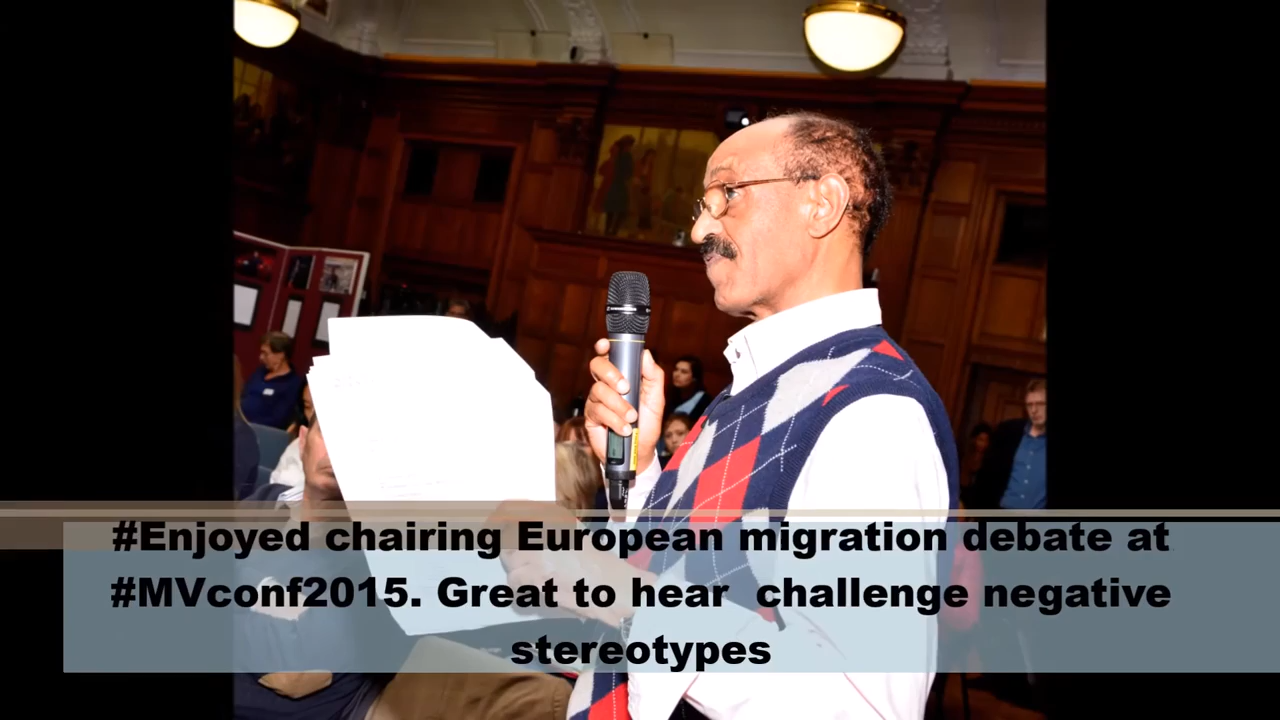 #Enjoyed chairing European migration debate at
#MVconf2015. Great to hear  challenge negative
stereotypes